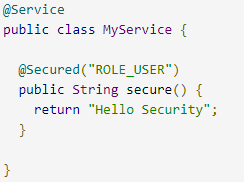 @Service
public class MyService {
@Secured("ROLE_USER")
public String secure() {
return "Hello Security";
}
}